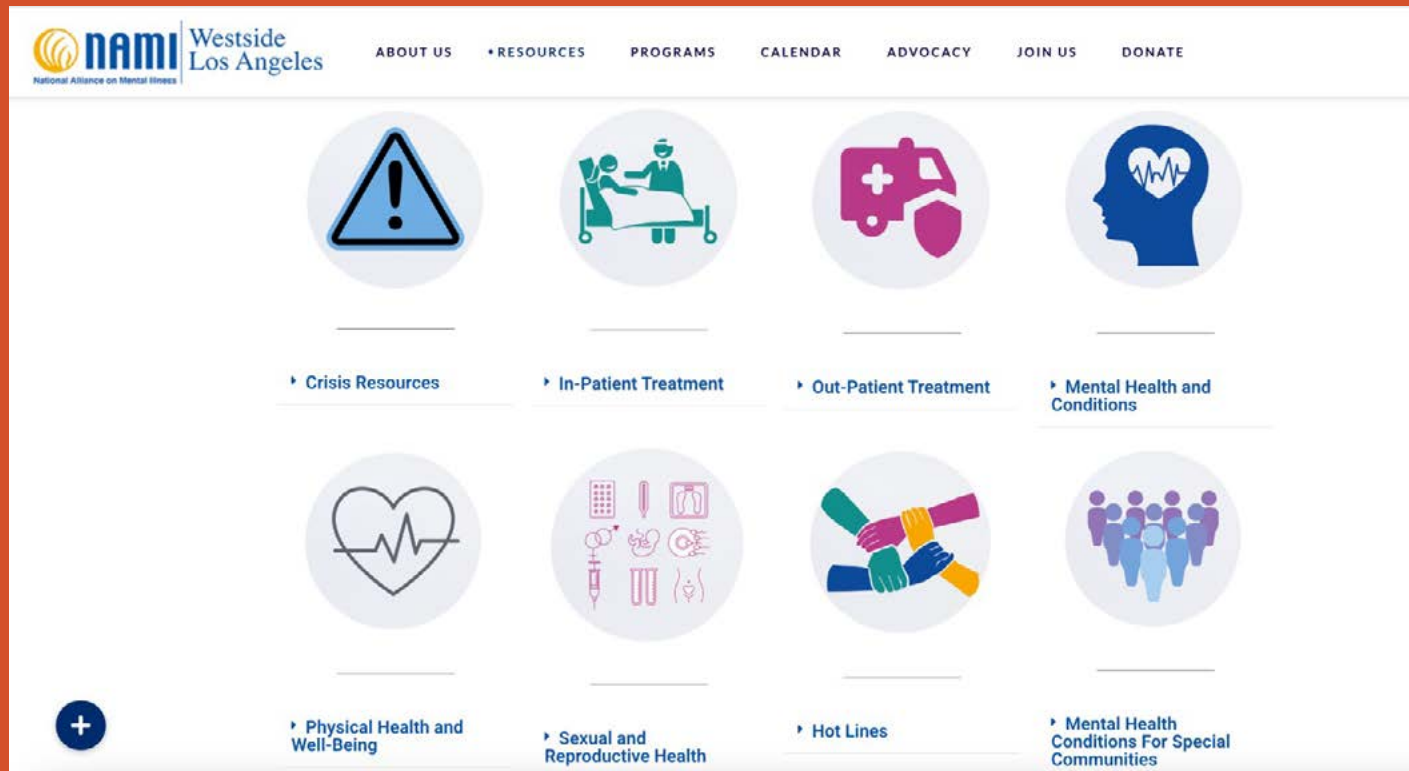 NAMI Westside
Los Angeles
National Alliance on Mental Illness
ABOUT US •RESOURCES PROGRAMS CALENDAR ADVOCACY JOIN US DONATE
Crisis Resources
In-Patient Treatment
Out-Patient Treatment
Mental Health and
Conditions
Physical Health and
Well-Being
Sexual and
Reproductive Health
Hot Lines
Mental Health
Conditions For Special
Communities